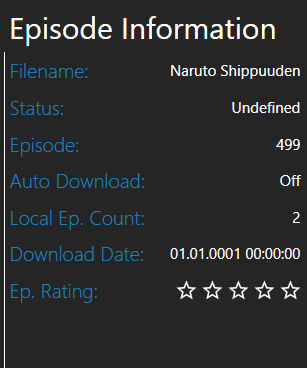 Episode Information
Filename: Naruto Shippuuden
Status: Undefined
Episode: 499
Auto Download: Off
Local Ep. Count: 2
Download Date: 01.01.0001 00:00:00
Ep. Rating: